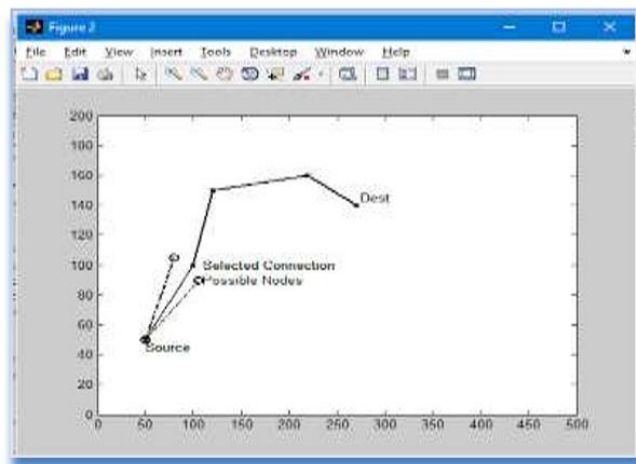 Figure 2
File Edit View Insert Tools Desktop Window Help
200
180
160
140
120
100
80
60
40
20
0
Dest
Selected Connection
Possible Nodes
Source
0 50 100 150 200 250 300 350 400 450 500